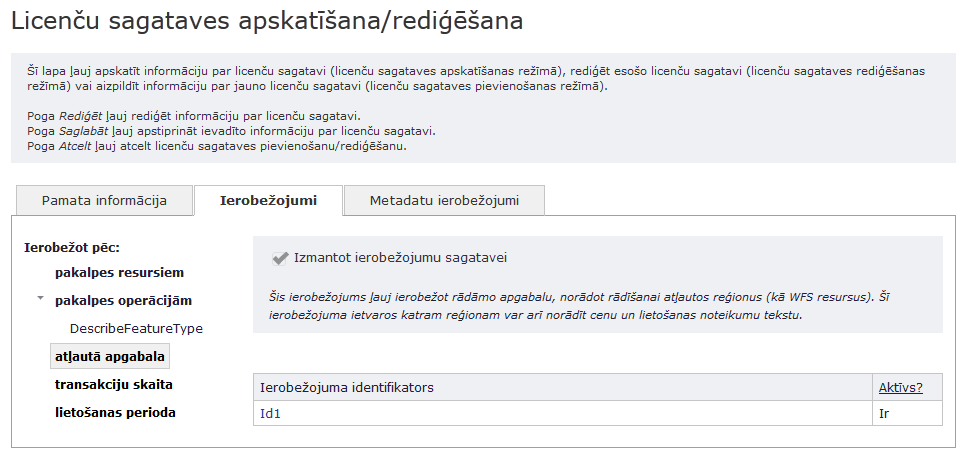 Licenču sagataves apskatīšana/rediģēšana
Šī lapa ļauj apskatīt informāciju par licenču sagatavi (licenču sagataves apskatīšanas režīmā), rediģēt esošo licenču sagatavi (licenču sagataves rediģēšanas
režīmā) vai aizpildīt informāciju par jauno licenču sagatavi (licenču sagataves pievienošanas režīmā).
Poga Rediģēt ļauj rediģēt informāciju par licenču sagatavi.
Poga Saglabāt ļauj apstiprināt ievadīto informāciju par licenču sagatavi.
Poga Atcelt ļauj atcelt licenču sagataves pievienošanu/rediģēšanu.
Pamata informācija
Ierobežojumi
Metadatu ierobežojumi
Ierobežot pēc:
pakalpes resursiem
pakalpes operācijām
DescribeFeatureType
atļautā apgabala
transakciju skaita
lietošanas perioda
Izmantot ierobežojumu sagatavei
Šis ierobežojums ļauj ierobežot rādāmo apgabalu, norādot rādīšanai atļautos reģionus (kā WFS resursus). Šī
ierobežojuma ietvaros katram reģionam var arī norādīt cenu un lietošanas noteikumu tekstu.
Ierobežojuma identifikators Aktīvs?
Id1 Ir